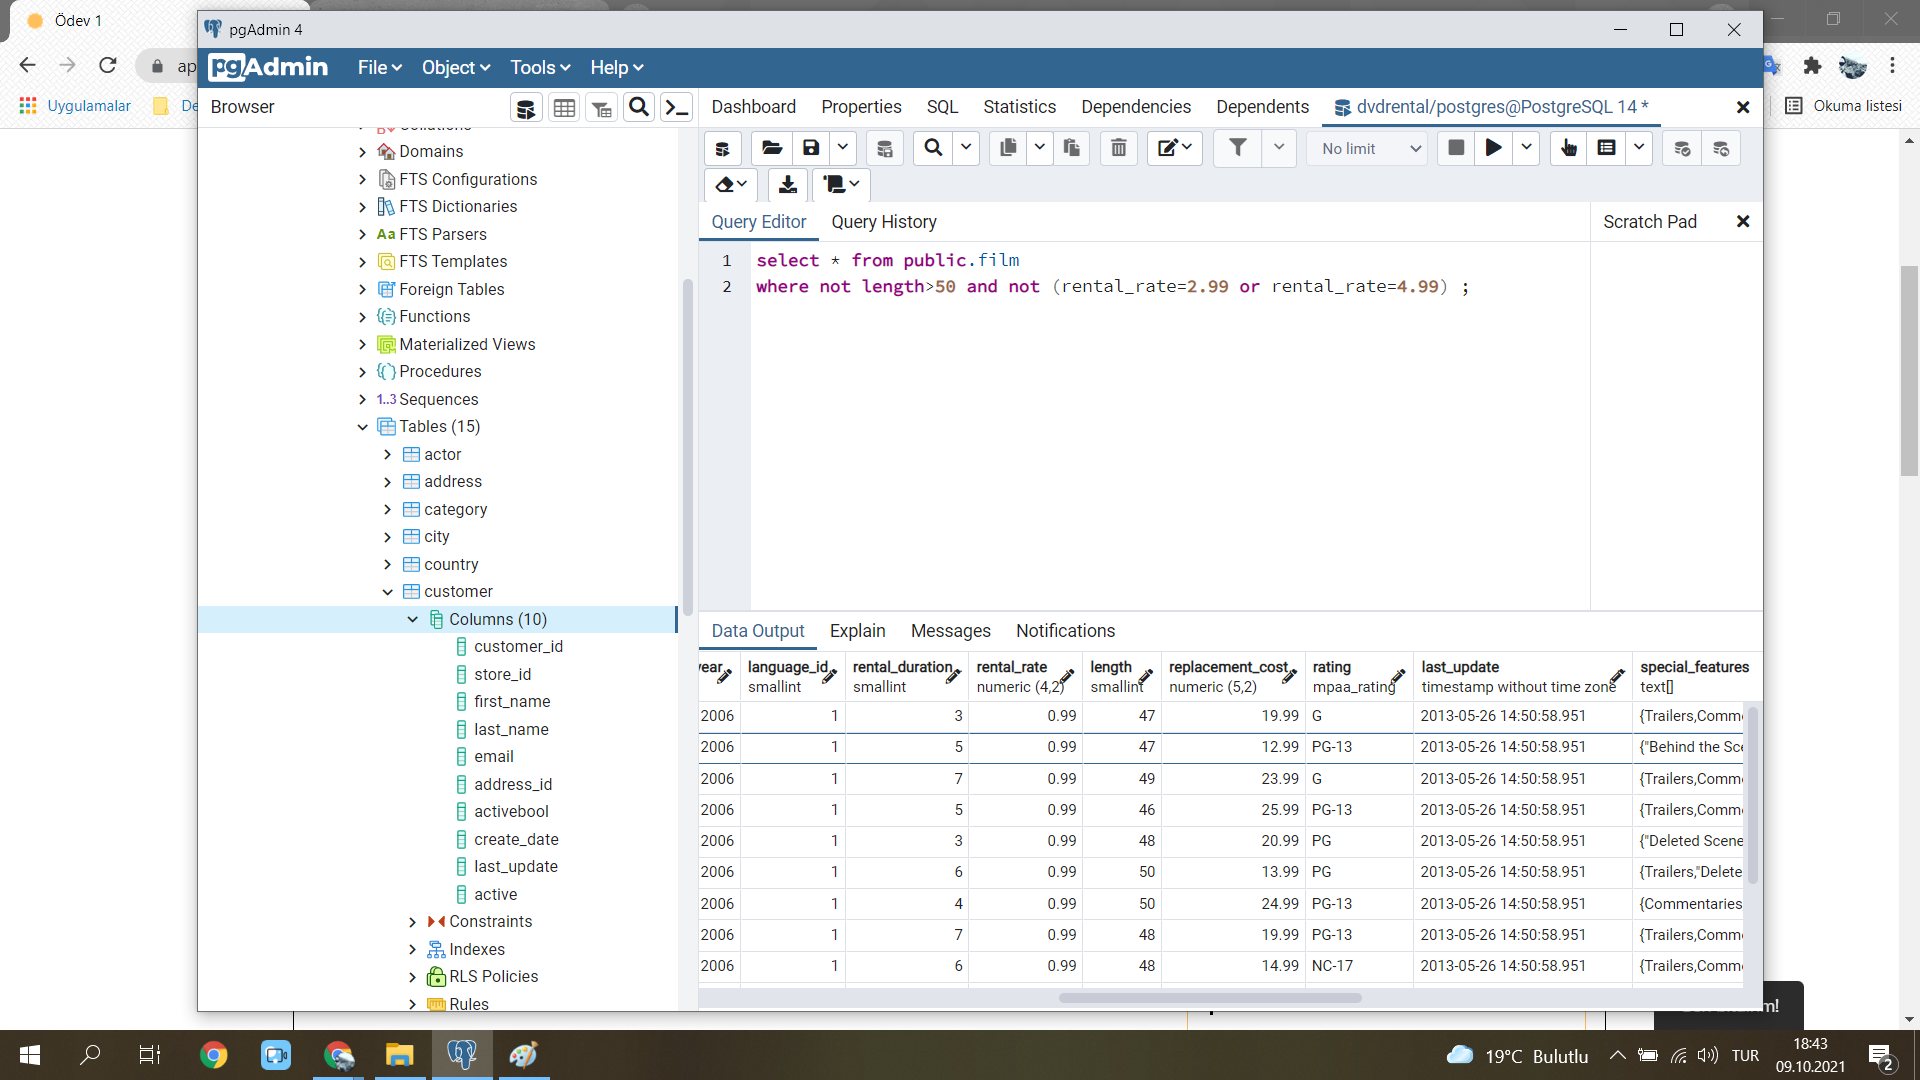 Ödev 1
pgAdmin 4
pgAdmin
File
Object
Tools
Help
Uygulamalar
Okuma listesi
Browser
Dashboard
Properties
SQL
Statistics
Dependencies
Dependents
dvdrental/postgres@PostgreSQL 14 *
No limit
Domains
FTS Configurations
FTS Dictionaries
FTS Parsers
FTS Templates
Foreign Tables
Functions
Materialized Views
Procedures
1..3 Sequences
Tables (15)
actor
address
category
city
country
customer
Columns (10)
customer_id
store_id
first_name
last_name
email
address_id
activebool
create_date
last_update
active
Constraints
Indexes
RLS Policies
Rules
Query Editor
Query History
Scratch Pad
1 select * from public.film
2 where not length>50 and not (rental_rate=2.99 or rental_rate=4.99) ;
Data Output
Explain
Messages
Notifications
year language_id rental_duration rental_rate length replacement_cost rating last_update special_features
smallint smallint numeric (4,2) smallint numeric (5,2) mpaa_rating timestamp without time zone text[]
2006 1 3 0.99 47 19.99 G 2013-05-26 14:50:58.951 {Trailers,Comm
2006 1 5 0.99 47 12.99 PG-13 2013-05-26 14:50:58.951 {"Behind the Sce
2006 1 7 0.99 49 23.99 G 2013-05-26 14:50:58.951 {Trailers,Comm
2006 1 5 0.99 46 25.99 PG-13 2013-05-26 14:50:58.951 {Trailers,Comm
2006 1 3 0.99 48 20.99 PG 2013-05-26 14:50:58.951 {"Deleted Scene
2006 1 6 0.99 50 13.99 PG 2013-05-26 14:50:58.951 {Trailers,"Delete
2006 1 4 0.99 50 24.99 PG-13 2013-05-26 14:50:58.951 {Commentaries
2006 1 7 0.99 48 19.99 PG-13 2013-05-26 14:50:58.951 {Trailers,Comm
2006 1 6 0.99 48 14.99 NC-17 2013-05-26 14:50:58.951 {Trailers,Comm
19°C Bulutlu
TUR
18:43
09.10.2021
2